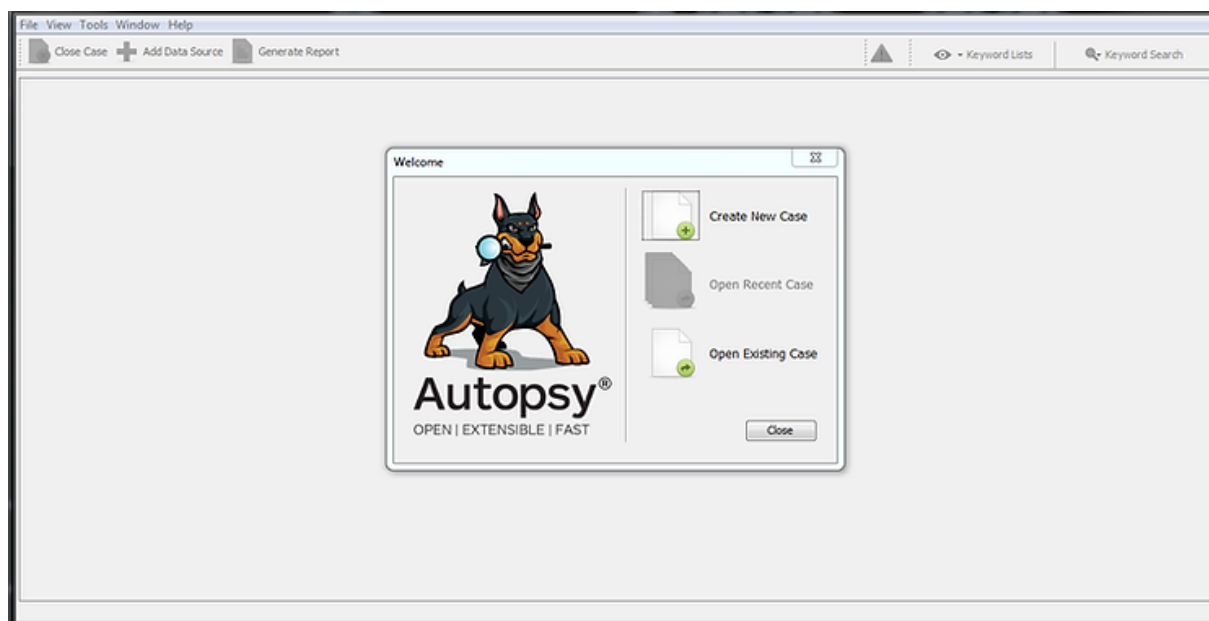 File View Tools Window Help
Close Case Add Data Source Generate Report Keyword Lists Keyword Search
Welcome
Create New Case
Open Recent Case
Open Existing Case
Autopsy®
OPEN | EXTENSIBLE | FAST
Close